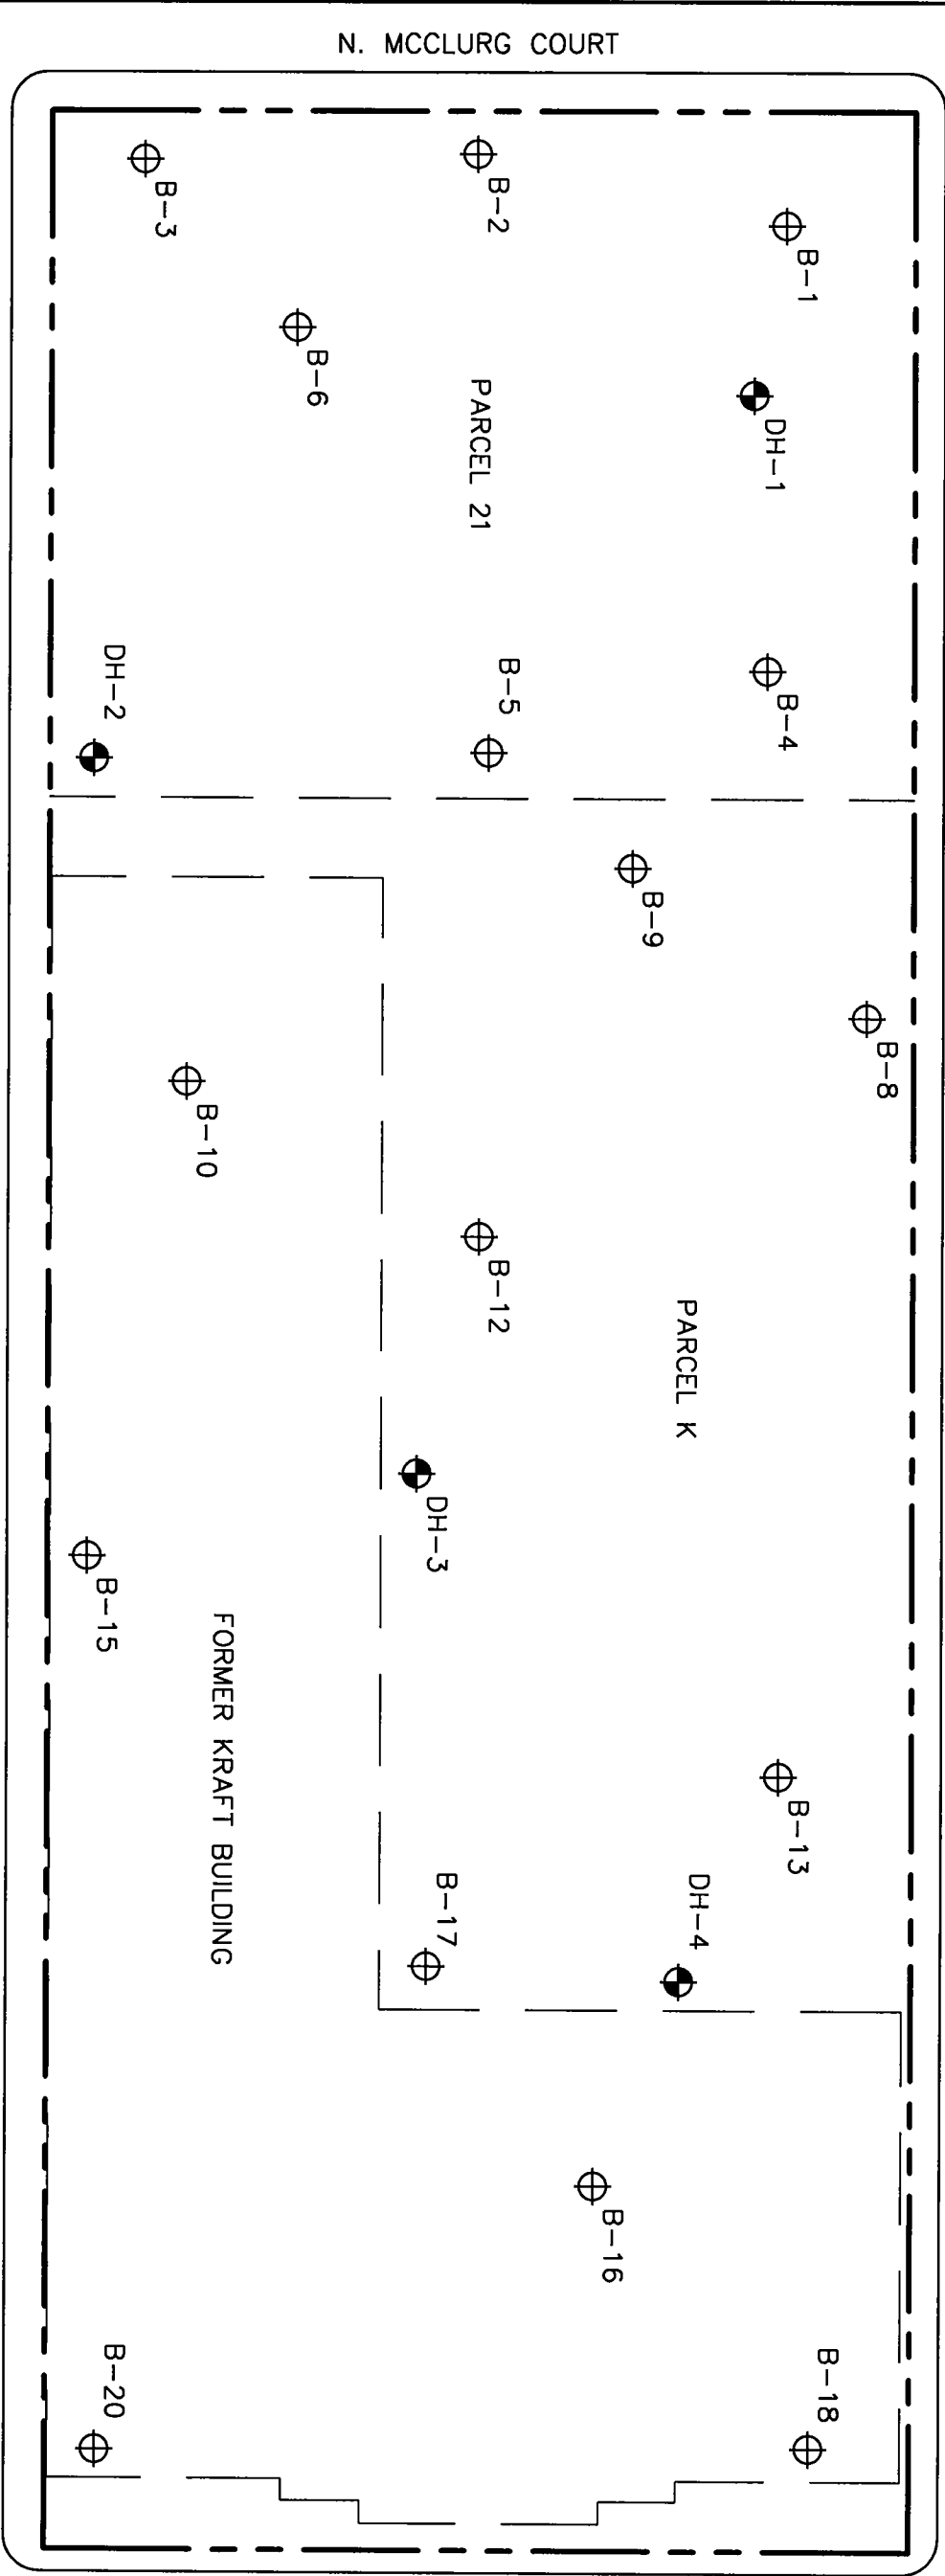 N. MCCLURG COURT
B-3
B-2
B-1
B-6
PARCEL 21
DH-1
DH-2
B-5
B-4
B-9
B-8
B-10
B-12
PARCEL K
DH-3
B-15
FORMER KRAFT BUILDING
B-13
B-17
DH-4
B-16
B-20
B-18